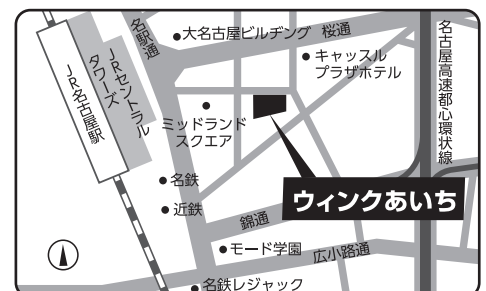 名駅通
大名古屋ビルヂング
桜通
キャッスル
プラザホテル
名古屋高速都心環状線
JRセントラル
タワーズ
JR名古屋駅
ミッドランド
スクエア
名鉄
近鉄
ウィンクあいち
錦通
モード学園
広小路通
名鉄レジャック